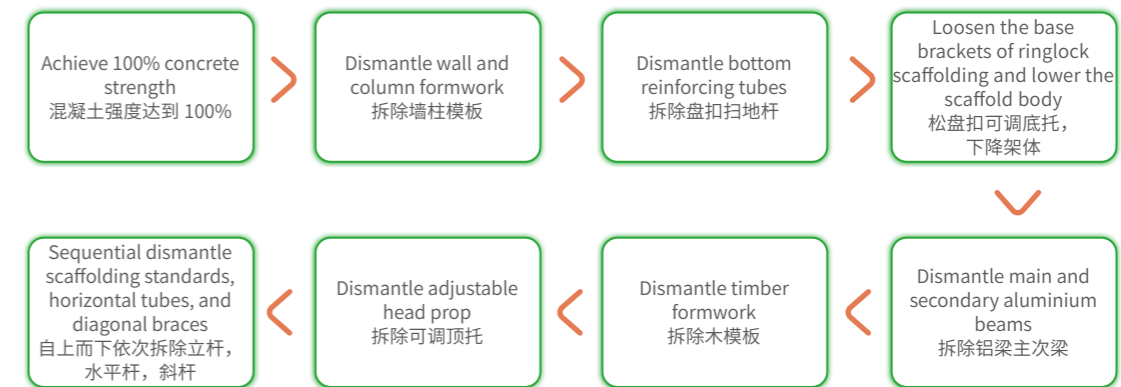 Achieve 100% concrete
strength
混凝土强度达到 100%
Dismantle wall and
column formwork
拆除墙柱模板
Dismantle bottom
reinforcing tubes
拆除盘扣扫地杆
Loosen the base
brackets of ringlock
scaffolding and lower the
scaffold body
松盘扣可调底托，
下降架体
Dismantle main and
secondary aluminium
beams
拆除铝梁主次梁
Dismantle timber
formwork
拆除木模板
Dismantle adjustable
head prop
拆除可调顶托
Sequential dismantle
scaffolding standards,
horizontal tubes, and
diagonal braces
自上而下依次拆除立杆，
水平杆，斜杆